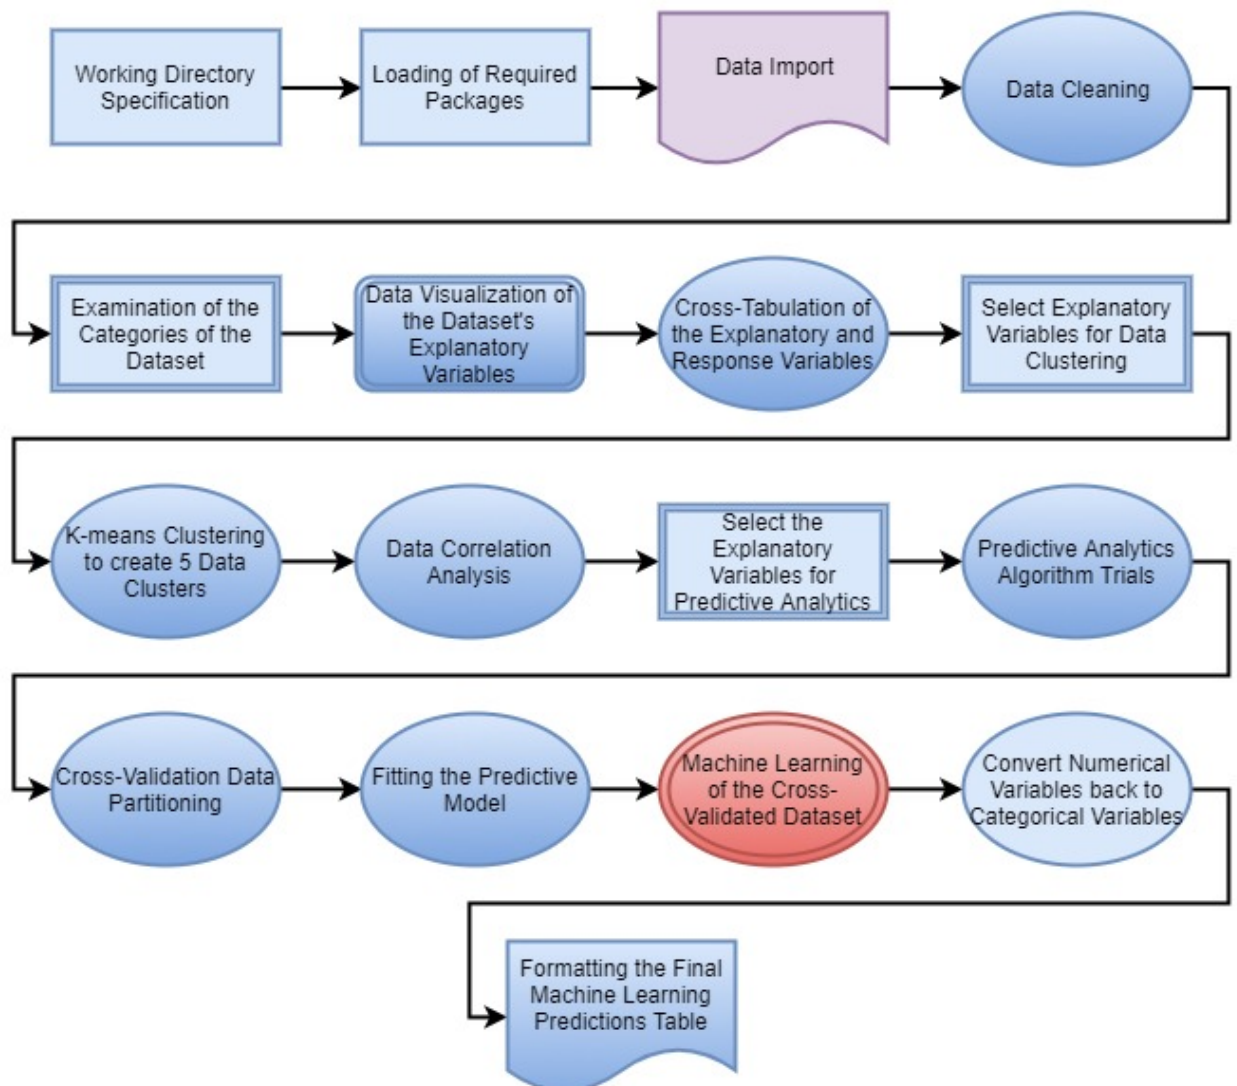 Working Directory
Specification
Loading of Required
Packages
Data Import
Data Cleaning
Examination of the
Categories of the
Dataset
Data Visualization of
the Dataset's
Explanatory
Variables
Cross-Tabulation of
the Explanatory and
Response Variables
Select Explanatory
Variables for Data
Clustering
K-means Clustering
to create 5 Data
Clusters
Data Correlation
Analysis
Select the
Explanatory
Variables for
Predictive Analytics
Predictive Analytics
Algorithm Trials
Cross-Validation Data
Partitioning
Fitting the Predictive
Model
Machine Learning
of the Cross-
Validated Dataset
Convert Numerical
Variables back to
Categorical Variables
Formatting the Final
Machine Learning
Predictions Table